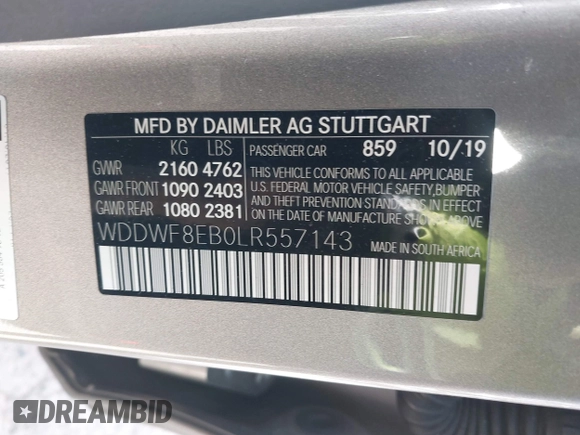 MFD BY DAIMLER AG STUTTGART
KG LBS
PASSENGER CAR 859 10/19
GVWR 2160 4762
GAWR FRONT 1090 2403
GAWR REAR 1080 2381
THIS VEHICLE CONFORMS TO ALL APPLICABLE
U.S. FEDERAL MOTOR VEHICLE SAFETY, BUMPER
AND THEFT PREVENTION STANDARDS IN EFFECT
ON THE DATE OF MANUFACTURE SHOWN ABOVE.
WDDWF8EB0LR557143
MADE IN SOUTH AFRICA
DREAMBID